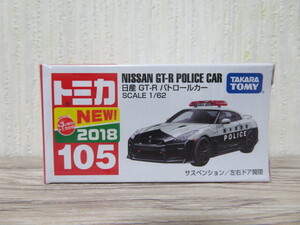 トミカ
NEW!
2018
105
NISSAN GT-R POLICE CAR
日産 GT-R パトロールカー
SCALE 1/62
TAKARA
TOMY
POLICE
サスペンション/左右ドア開閉